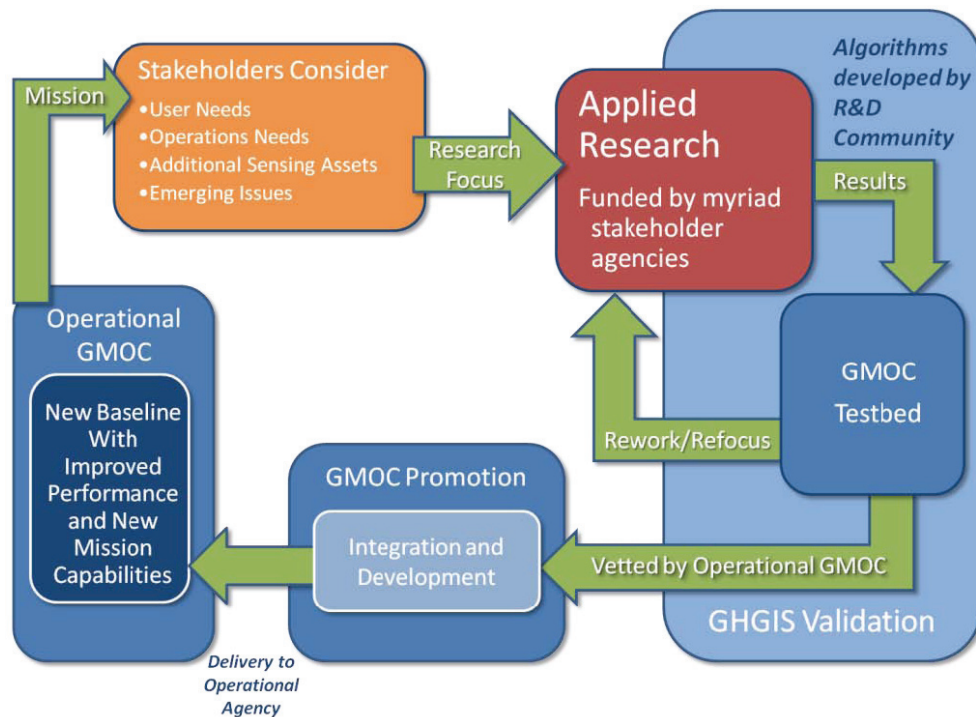 Mission
Stakeholders Consider
•User Needs
•Operations Needs
•Additional Sensing Assets
•Emerging Issues
Research
Focus
Applied
Research
Funded by myriad
stakeholder
agencies
Algorithms
developed by
R&D
Community
Results
GMOC
Testbed
Rework/Refocus
Vetted by Operational GMOC
GHGIS Validation
GMOC Promotion
Integration and
Development
Delivery to
Operational
Agency
Operational
GMOC
New Baseline
With
Improved
Performance
and New
Mission
Capabilities